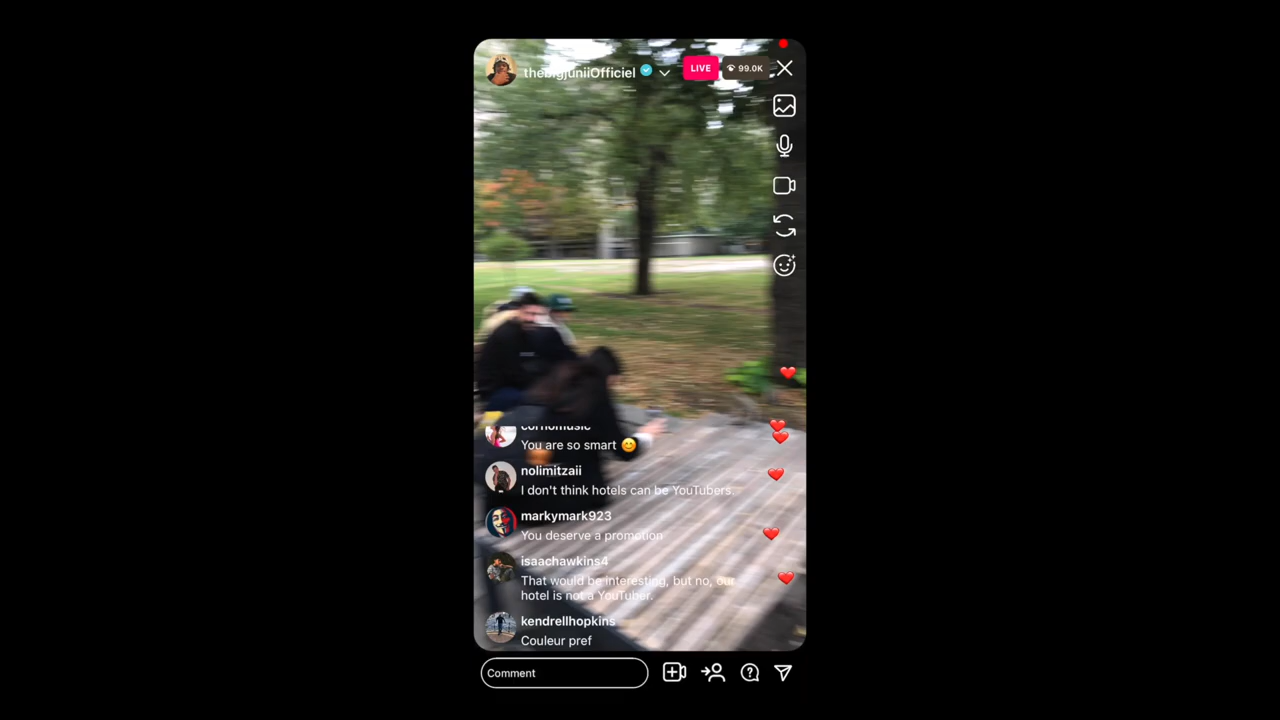 thebigjuniiOfficiel
LIVE
99.0K
cornomusic
You are so smart 😊
nolimitzaii
I don't think hotels can be YouTubers.
markymark923
You deserve a promotion
isaachawkins4
That would be interesting, but no, our
hotel is not a YouTuber.
kendrellhopkins
Couleur pref
Comment